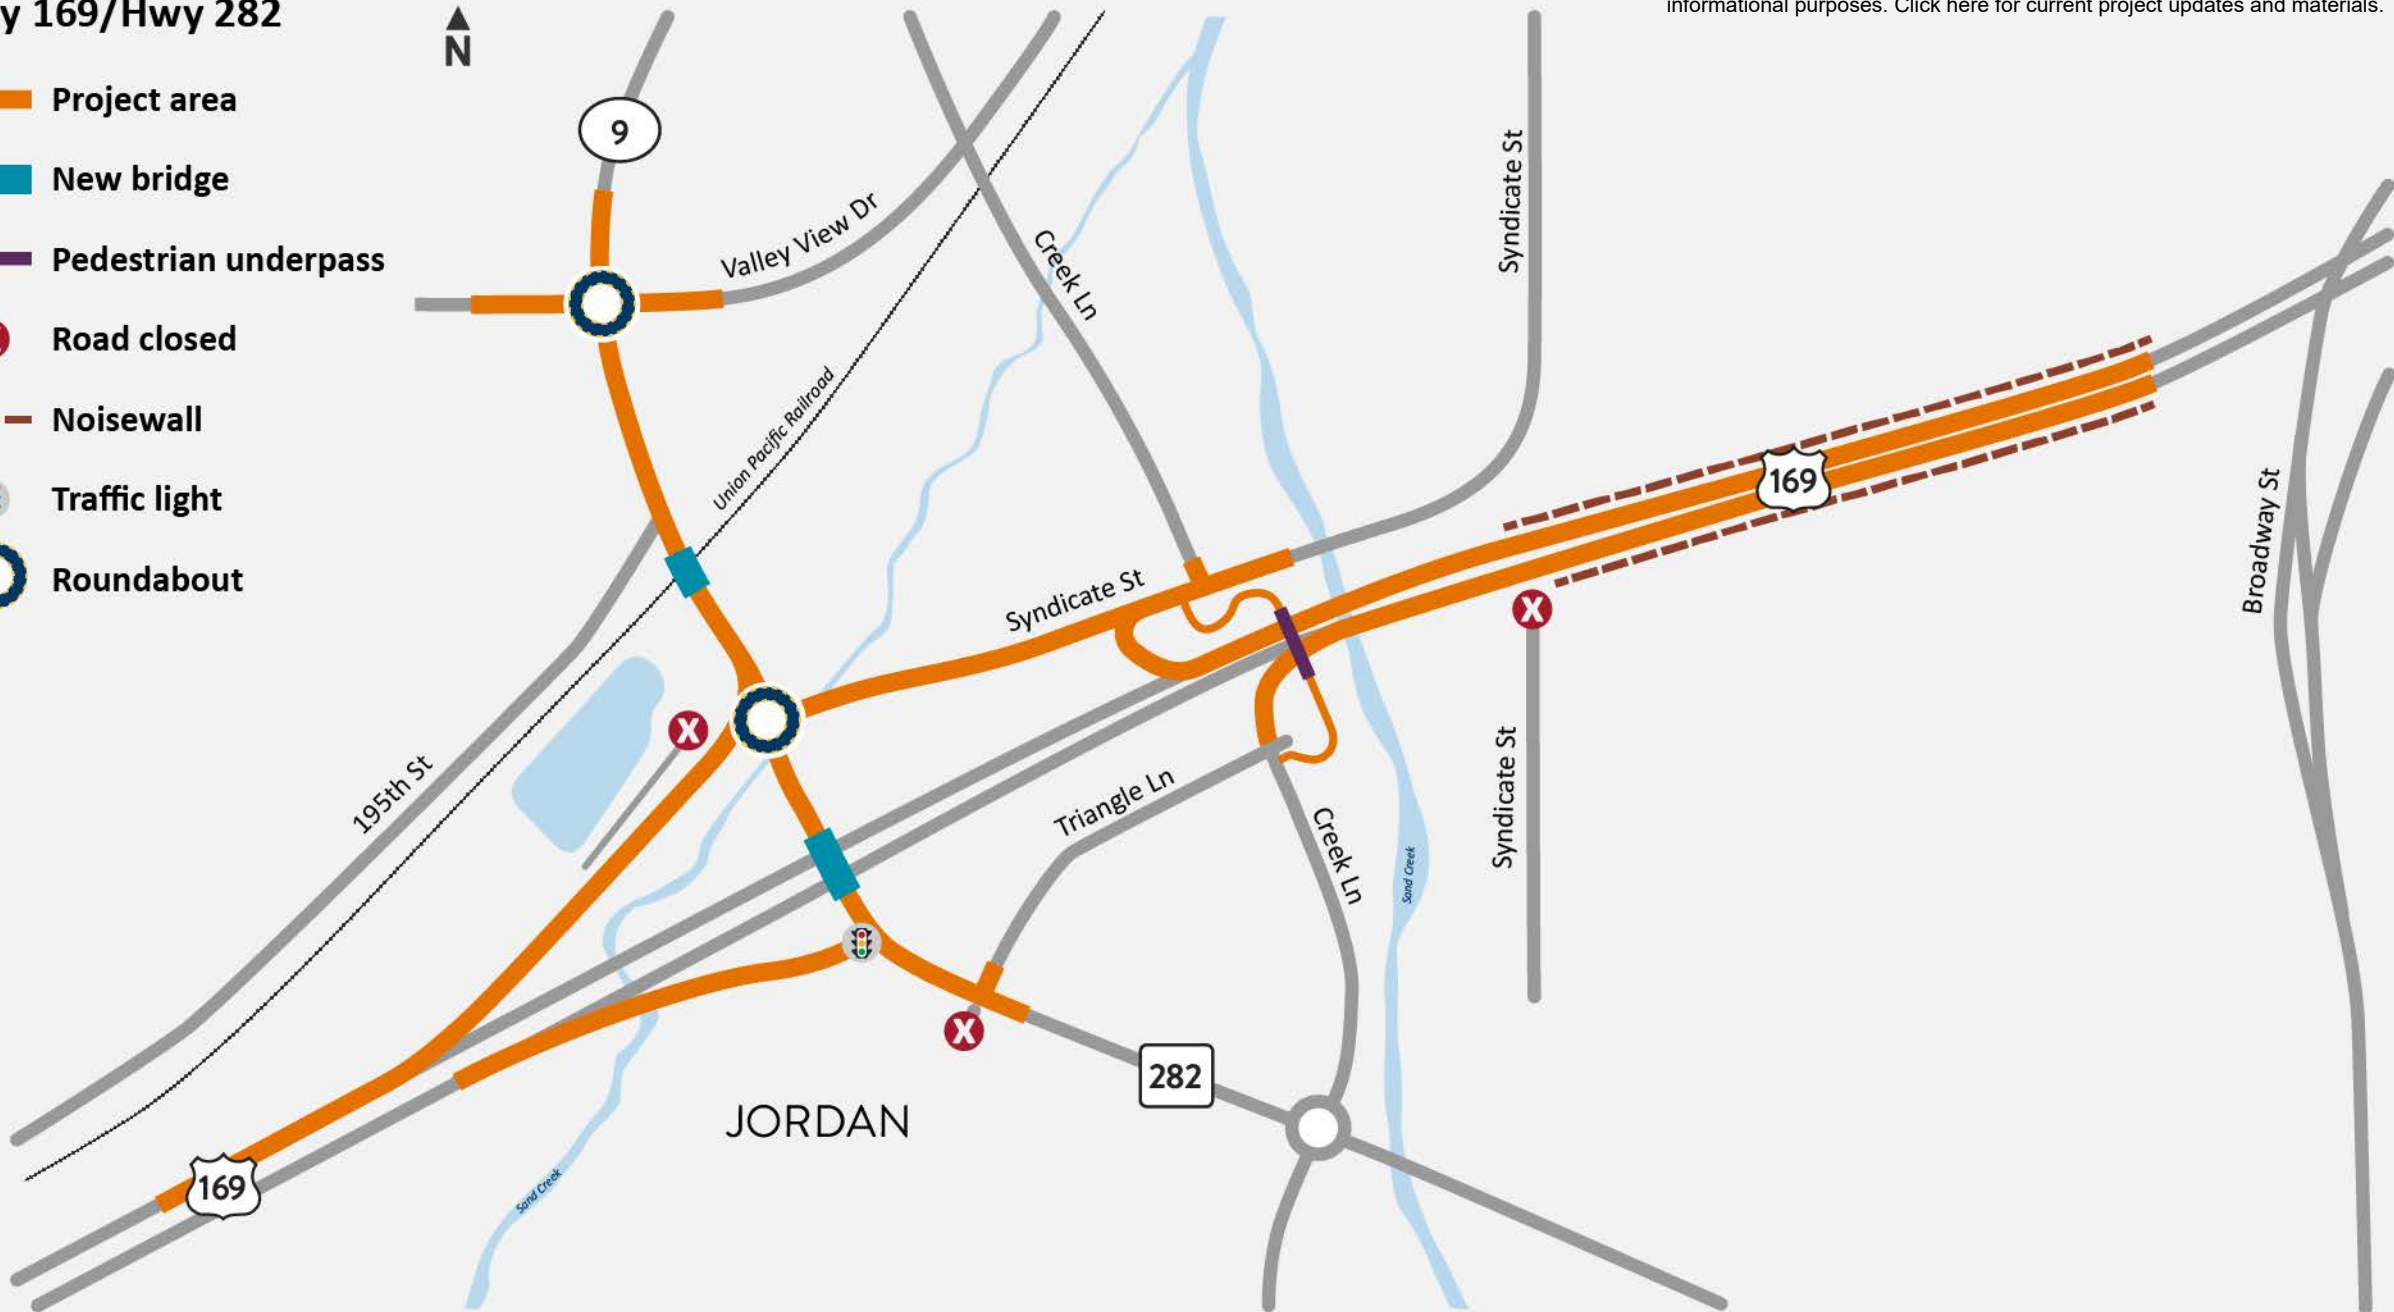 y 169/Hwy 282
informational purposes. Click here for current project updates and materials.
N
Project area
New bridge
Pedestrian underpass
Road closed
Noisewall
Traffic light
Roundabout
9
Valley View Dr
Creek Ln
Syndicate St
Union Pacific Railroad
169
Broadway St
Syndicate St
X
X
195th St
Triangle Ln
Creek Ln
Syndicate St
Sand Creek
X
282
JORDAN
169
Sand Creek